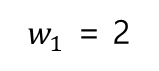 w₁ = 2